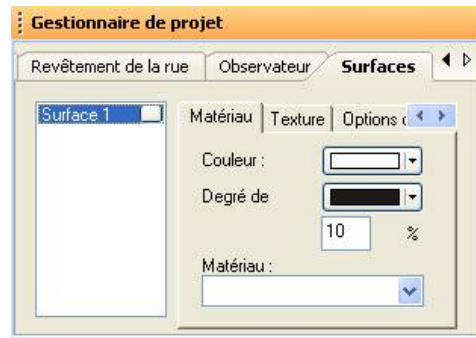 Gestionnaire de projet
Revêtement de la rue Observateur Surfaces
Surface 1
Matériau Texture Options
Couleur :
Degré de
10 %
Matériau :